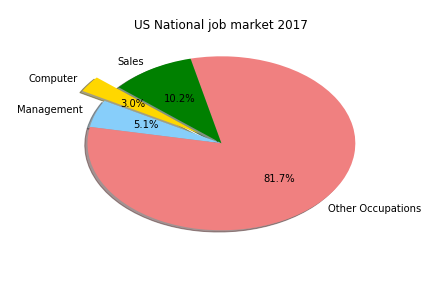 US National job market 2017
Sales
Computer
Management
10.2%
3.0%
5.1%
81.7%
Other Occupations